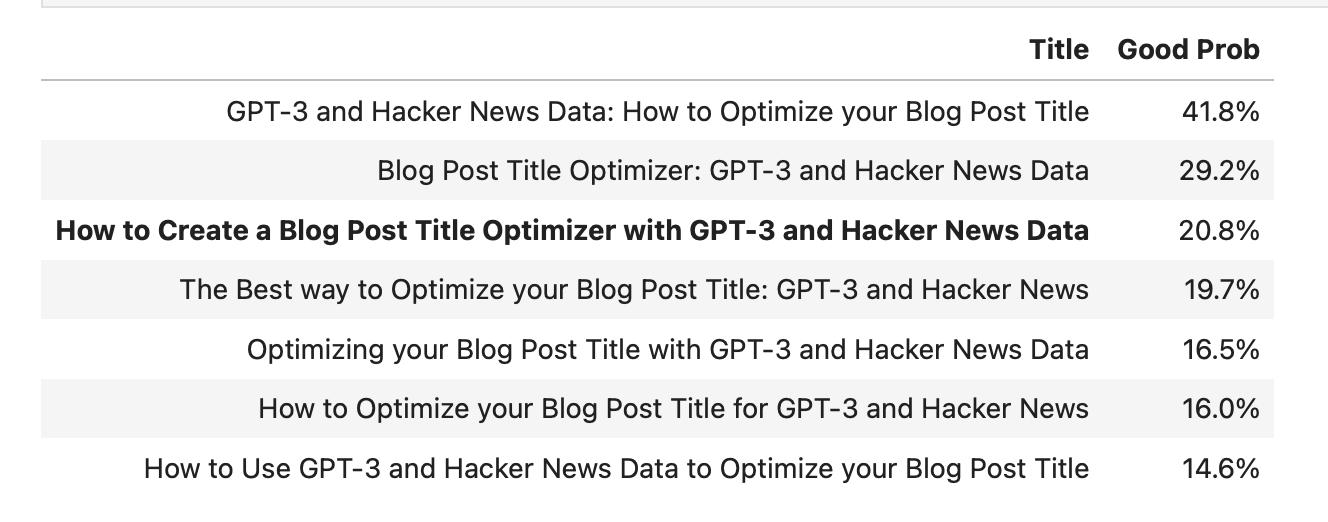 Title Good Prob
GPT-3 and Hacker News Data: How to Optimize your Blog Post Title 41.8%
Blog Post Title Optimizer: GPT-3 and Hacker News Data 29.2%
How to Create a Blog Post Title Optimizer with GPT-3 and Hacker News Data 20.8%
The Best way to Optimize your Blog Post Title: GPT-3 and Hacker News 19.7%
Optimizing your Blog Post Title with GPT-3 and Hacker News Data 16.5%
How to Optimize your Blog Post Title for GPT-3 and Hacker News 16.0%
How to Use GPT-3 and Hacker News Data to Optimize your Blog Post Title 14.6%